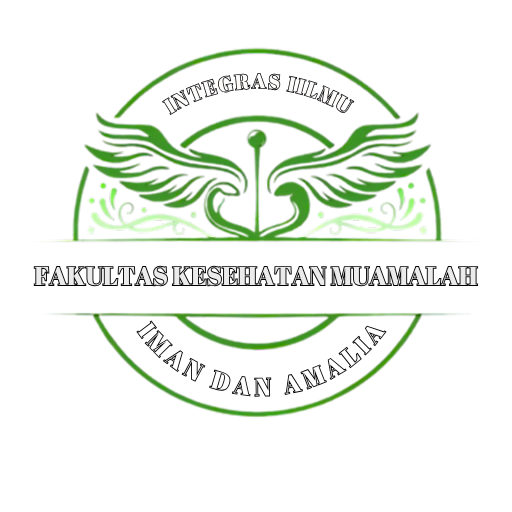 INTEGRAS IILMU
FAKULTAS KESEHATAN MUAMALAH
IMAN DAN AMALIA